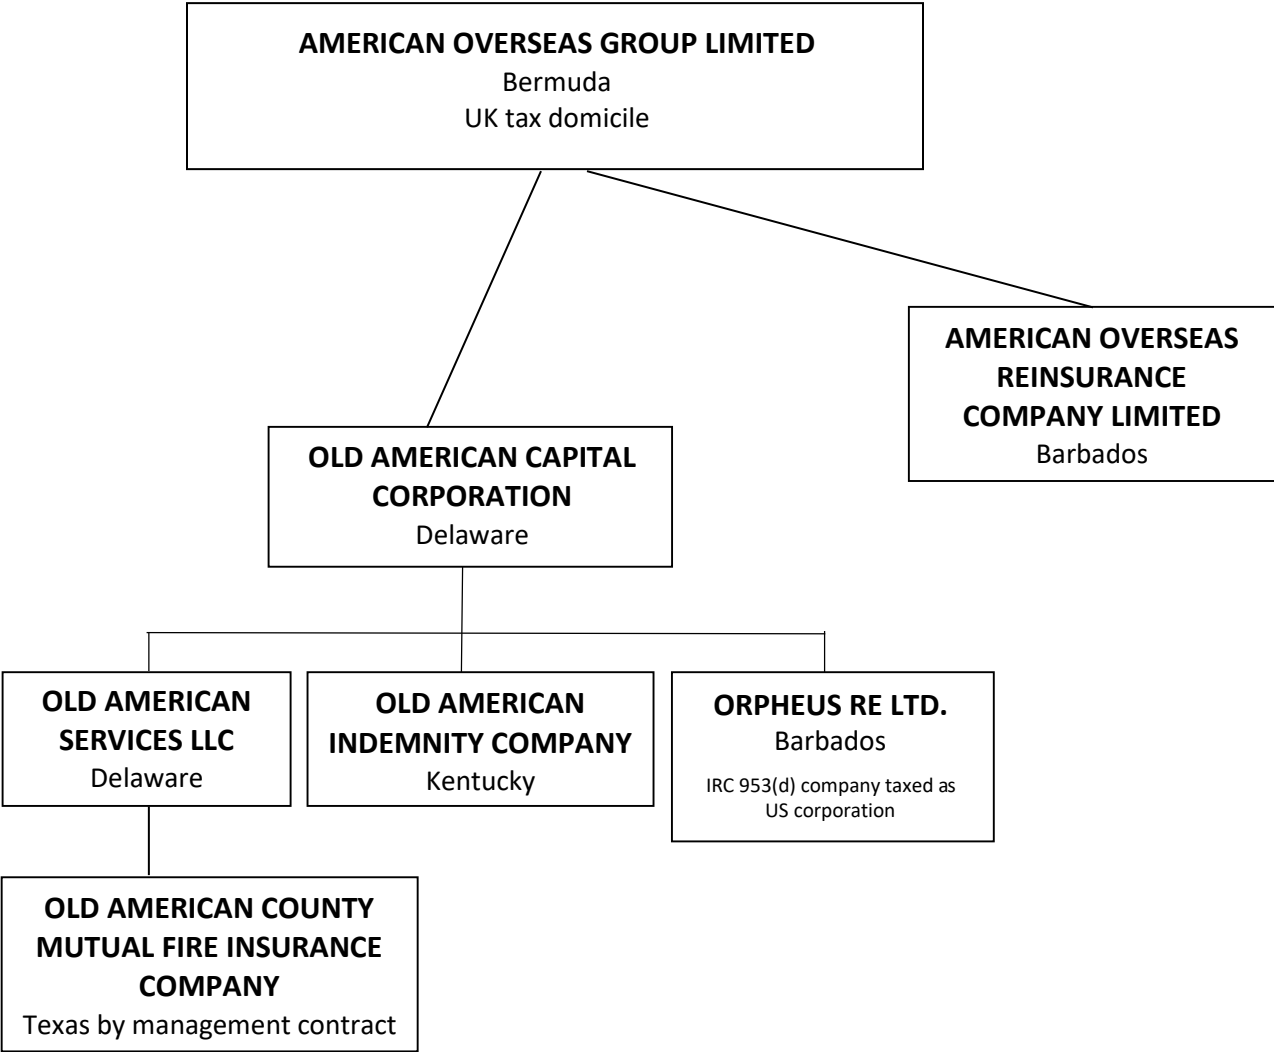 AMERICAN OVERSEAS GROUP LIMITED
Bermuda
UK tax domicile
AMERICAN OVERSEAS
REINSURANCE
COMPANY LIMITED
Barbados
OLD AMERICAN CAPITAL
CORPORATION
Delaware
OLD AMERICAN
SERVICES LLC
Delaware
OLD AMERICAN
INDEMNITY COMPANY
Kentucky
ORPHEUS RE LTD.
Barbados
IRC 953(d) company taxed as
US corporation
OLD AMERICAN COUNTY
MUTUAL FIRE INSURANCE
COMPANY
Texas by management contract